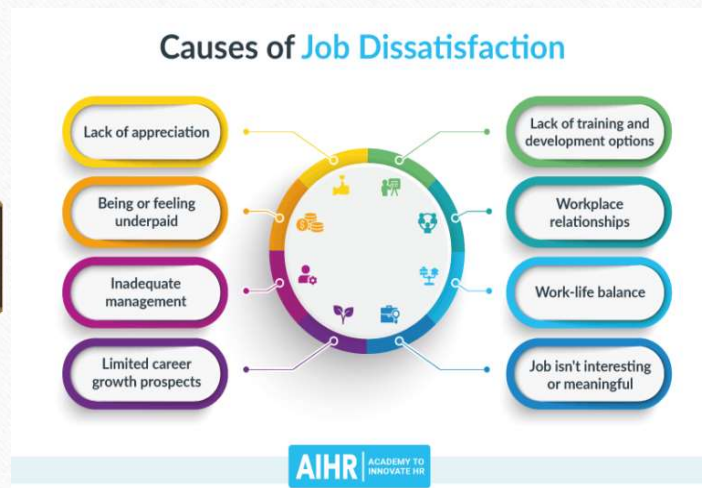 Causes of Job Dissatisfaction
Lack of appreciation
Being or feeling
underpaid
Inadequate
management
Limited career
growth prospects
Lack of training and
development options
Workplace
relationships
Work-life balance
Job isn't interesting
or meaningful
AIHR
ACADEMY TO
INNOVATE HR